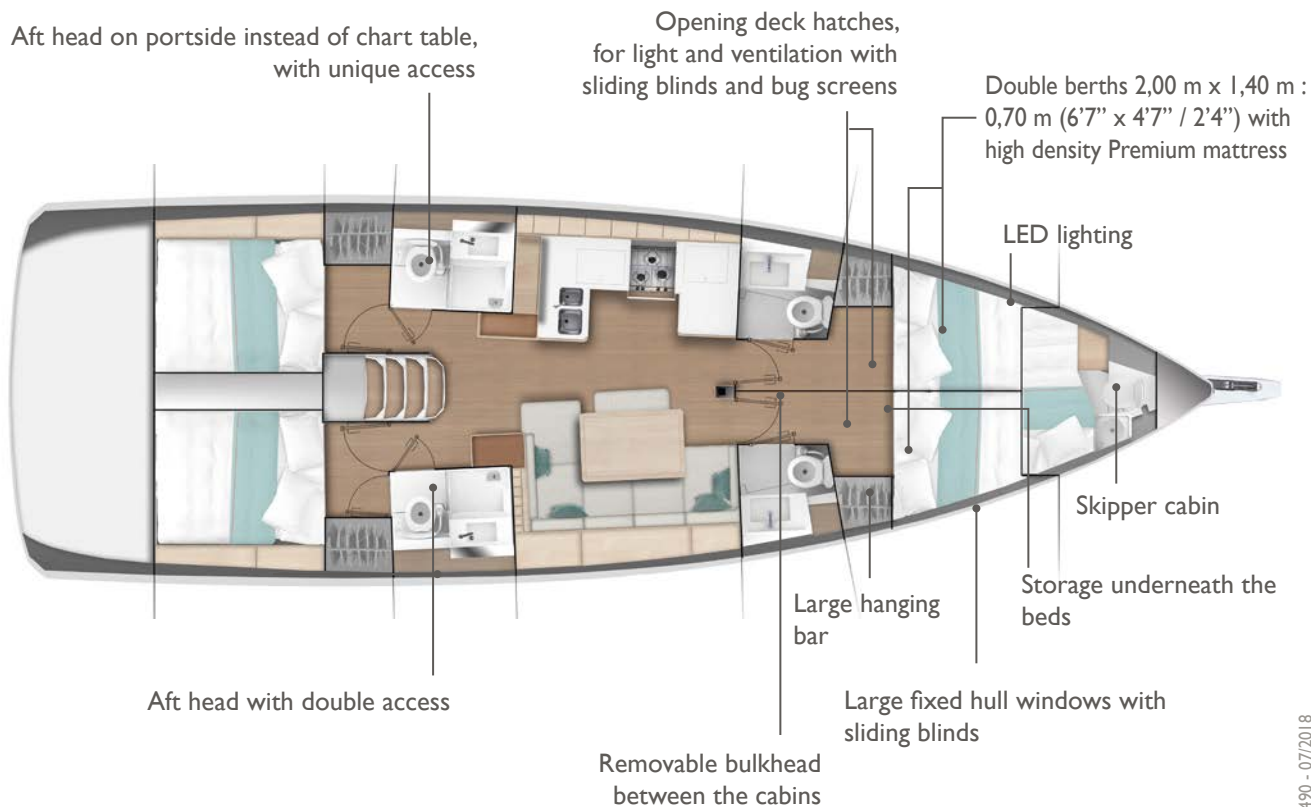 Aft head on portside instead of chart table,
with unique access
Opening deck hatches,
for light and ventilation with
sliding blinds and bug screens
Double berths 2,00 m x 1,40 m :
0,70 m (6’7” x 4’7” / 2’4”) with
high density Premium mattress
LED lighting
Skipper cabin
Storage underneath the
beds
Large hanging
bar
Large fixed hull windows with
sliding blinds
Aft head with double access
Removable bulkhead
between the cabins
490 - 07/2018